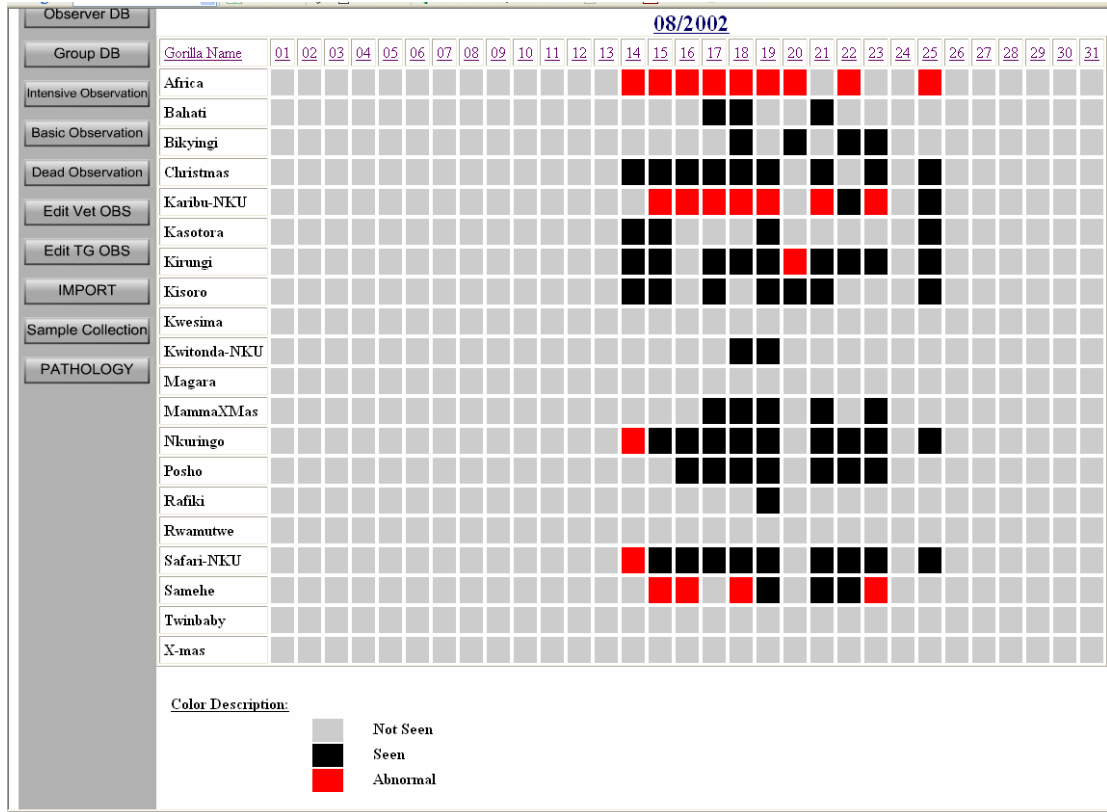 Observer DB
Group DB
Intensive Observation
Basic Observation
Dead Observation
Edit Vet OBS
Edit TG OBS
IMPORT
Sample Collection
PATHOLOGY
08/2002
Gorilla Name 01 02 03 04 05 06 07 08 09 10 11 12 13 14 15 16 17 18 19 20 21 22 23 24 25 26 27 28 29 30 31
Africa
Bahati
Bikyingi
Christmas
Karibu-NKU
Kasotora
Kirungi
Kisoro
Kwesima
Kwitonda-NKU
Magara
MammaXMas
Nkuringo
Posho
Rafiki
Rwamutwe
Safari-NKU
Samehe
Twinbaby
X-mas
Color Description:
Not Seen
Seen
Abnormal